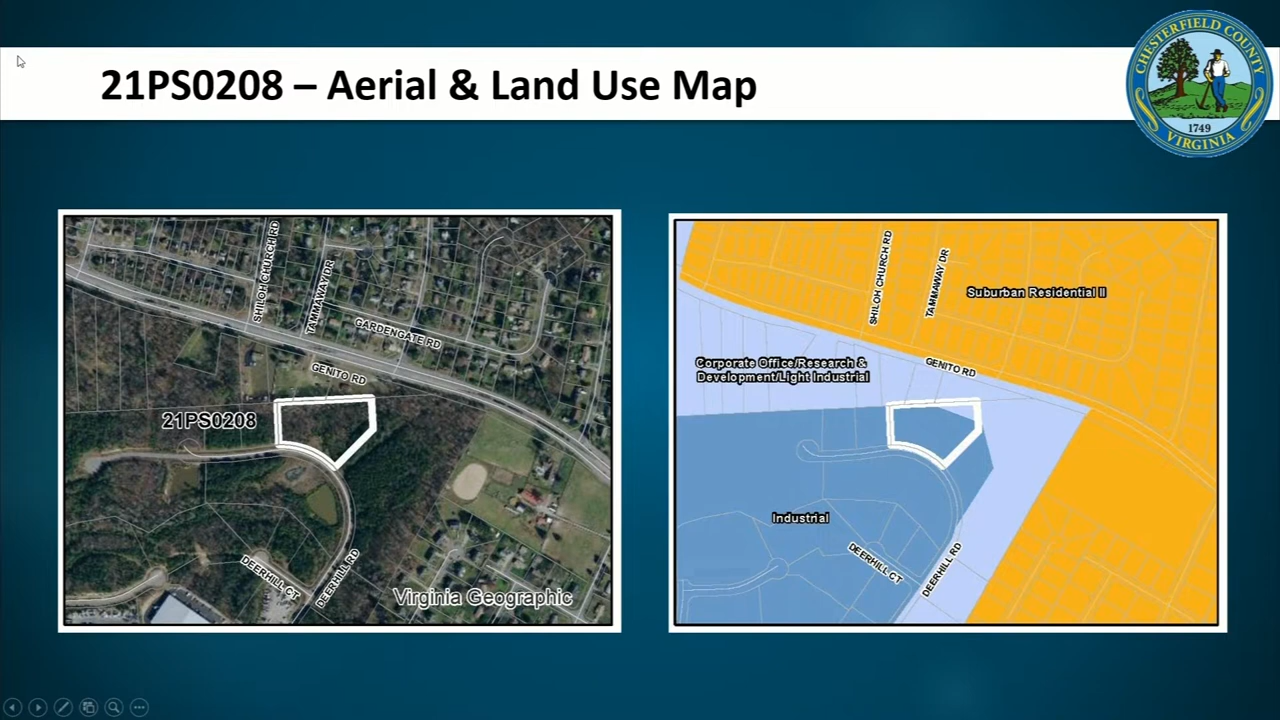 21PS0208 – Aerial & Land Use Map
CHESTERFIELD COUNTY
1749
VIRGINIA
SHILOH CHURCH RD
TAMMAWAY DR
GARDENGATE RD
GENITO RD
21PS0208
DEERHILL CT
DEERHILL RD
Virginia Geographic
SHILOH CHURCH RD
TAMMAWAY DR
Suburban Residential II
Corporate Office/Research &
Development/Light Industrial
GENITO RD
Industrial
DEERHILL CT
DEERHILL RD